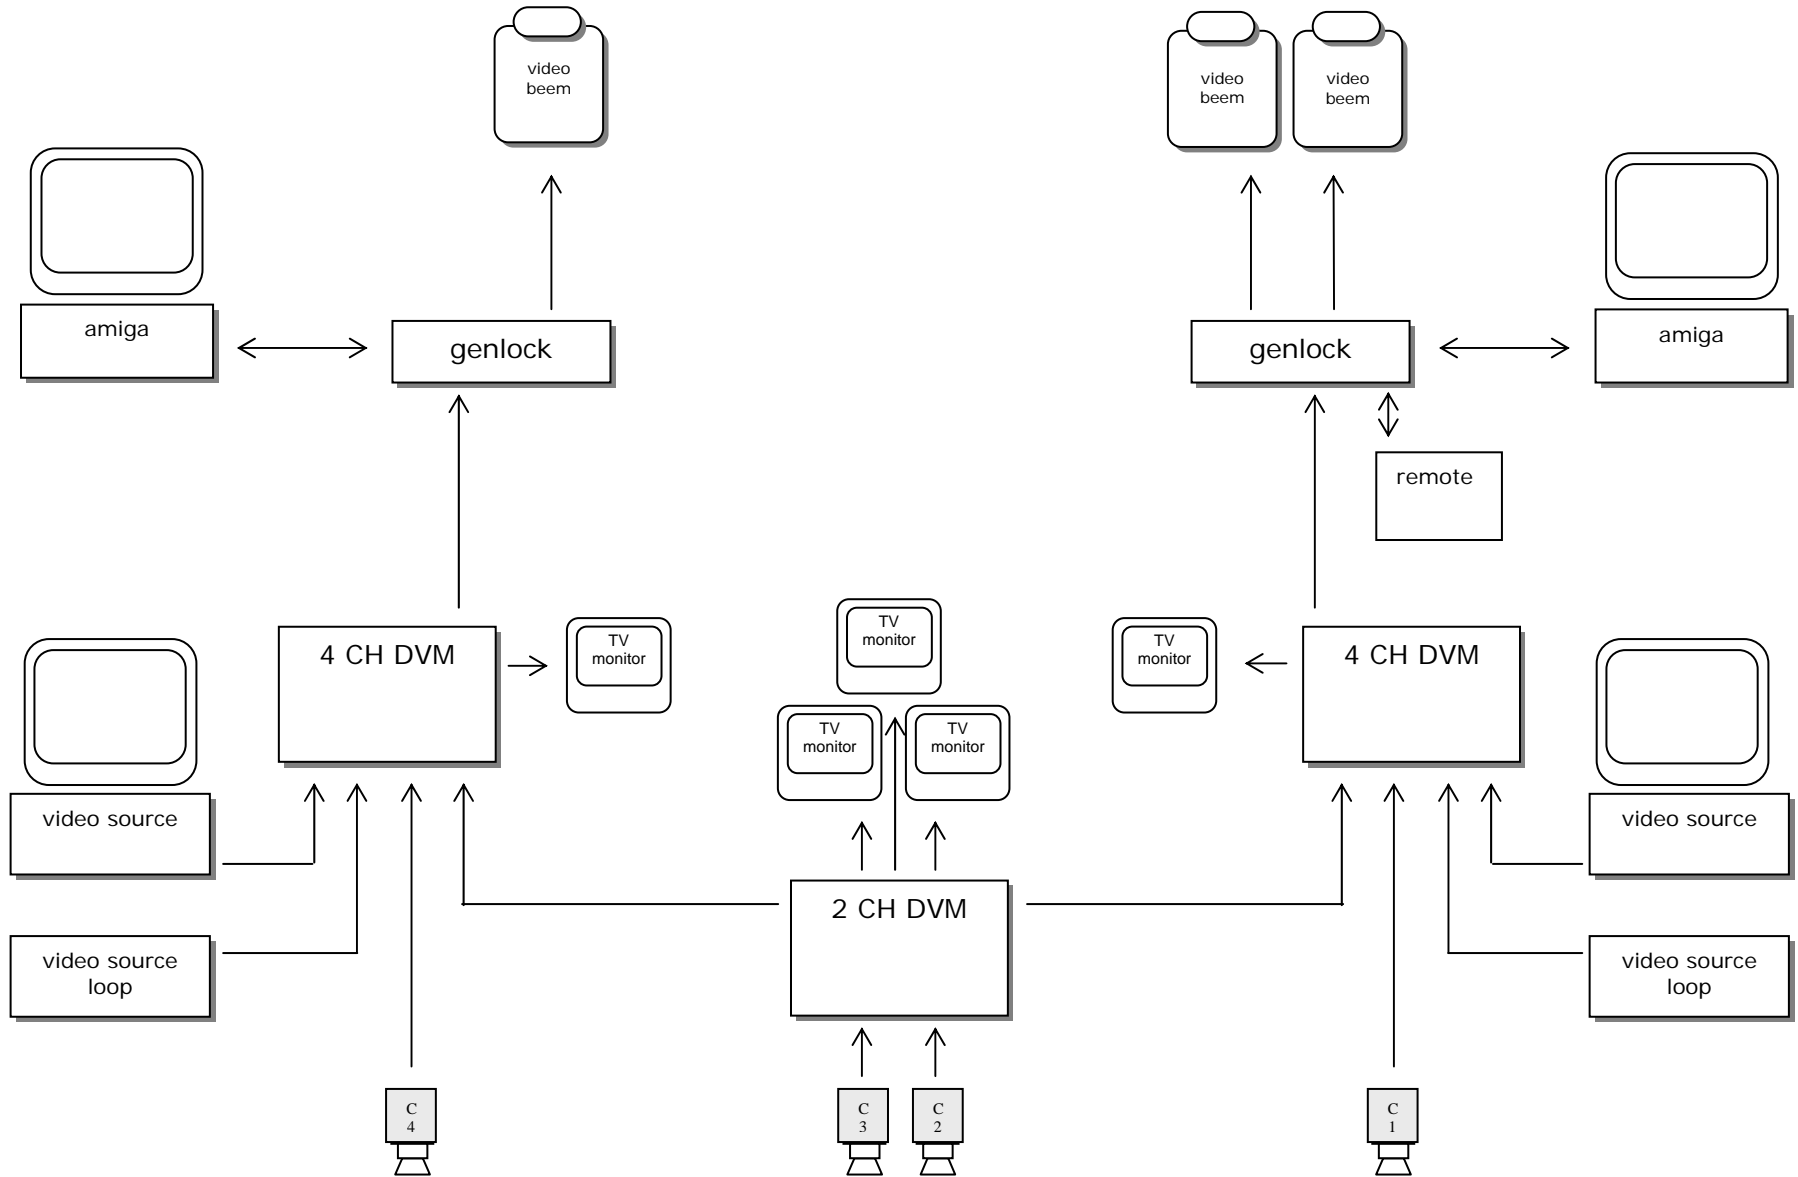 video
beem
video
beem
video
beem
amiga
genlock
genlock
amiga
remote
4 CH DVM
TV
monitor
TV
monitor
TV
monitor
4 CH DVM
TV
monitor
TV
monitor
video source
video source
2 CH DVM
video source
loop
video source
loop
C
4
C
3
C
2
C
1